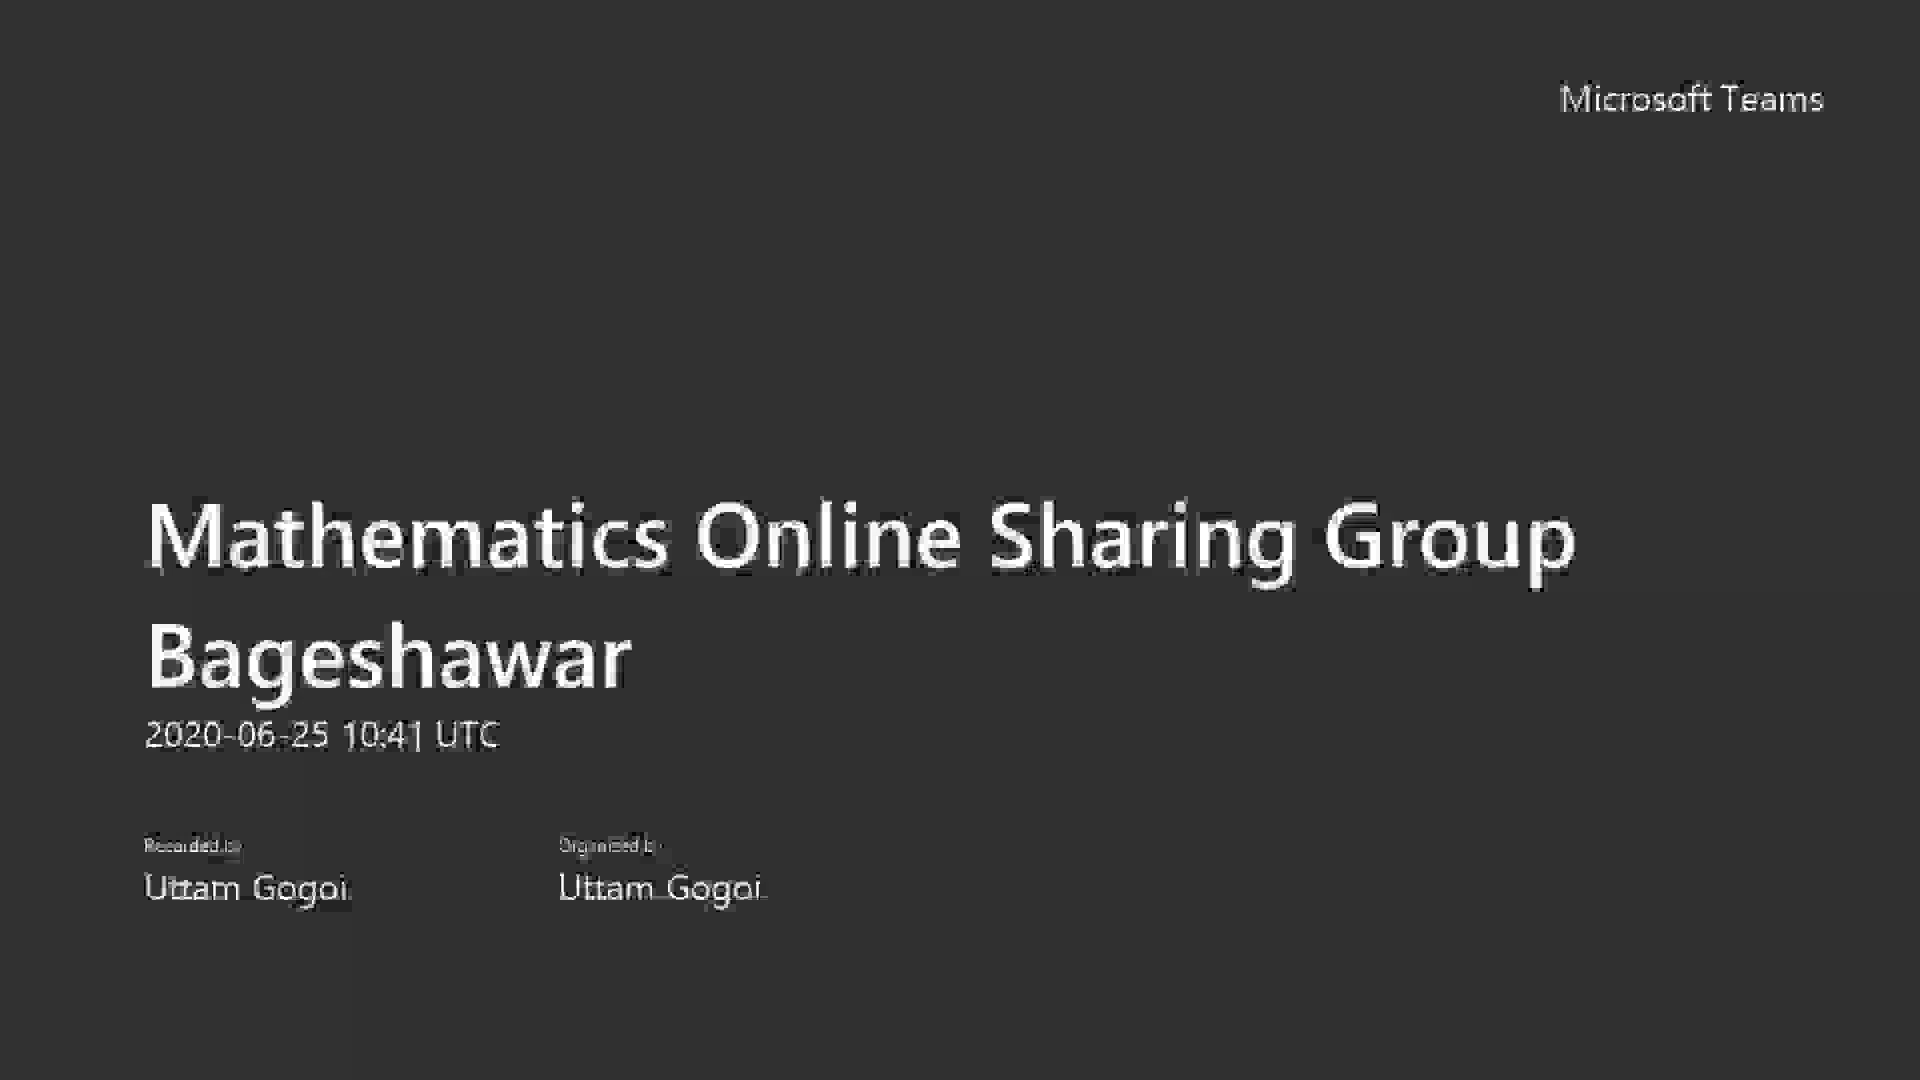 Microsoft Teams
Mathematics Online Sharing Group
Bageshawar
2020-06-25 10:41 UTC
Recorded by
Organized by
Uttam Gogoi
Uttam Gogoi